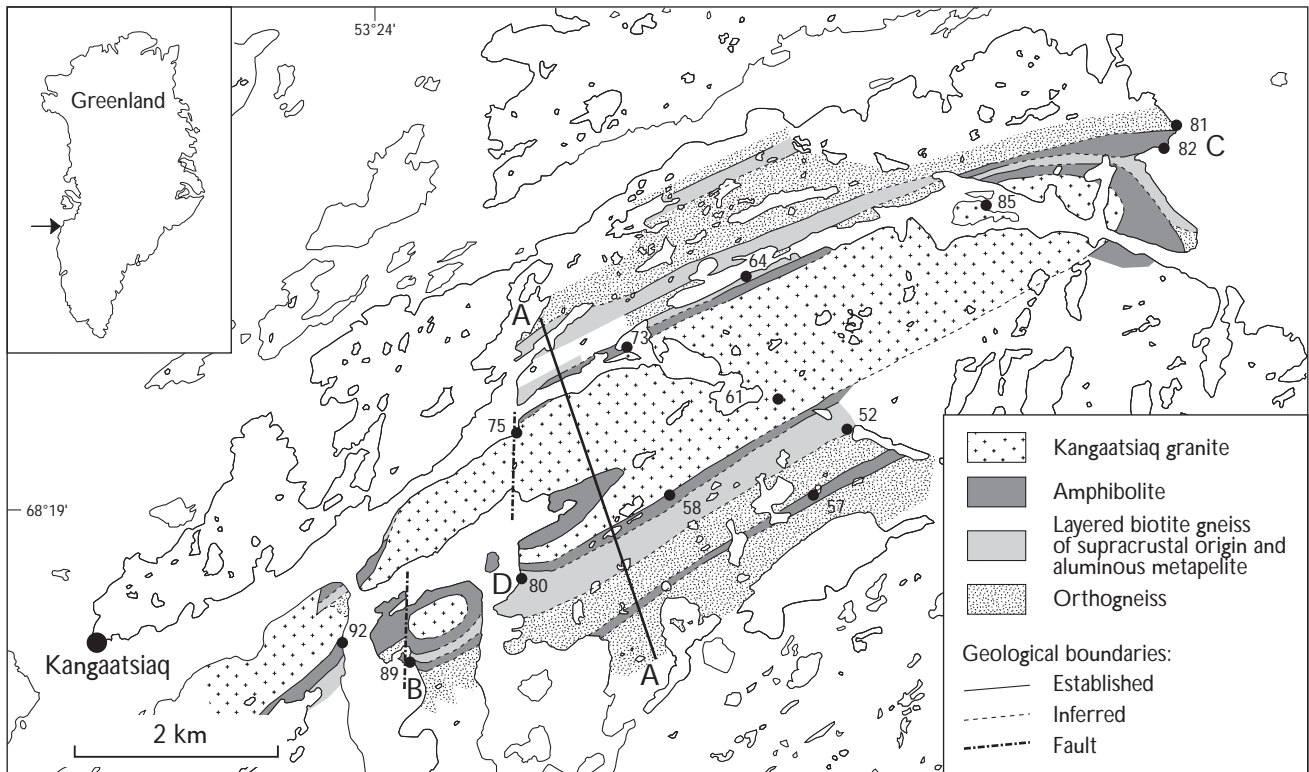 Greenland
53°24'
68°19'
81
82 C
85
64
A
73
61
75
52
58
57
D 80
92
89
B
A
Kangaatsiaq
2 km
Kangaatsiaq granite
Amphibolite
Layered biotite gneiss
of supracrustal origin and
aluminous metapelite
Orthogneiss
Geological boundaries:
Established
Inferred
Fault